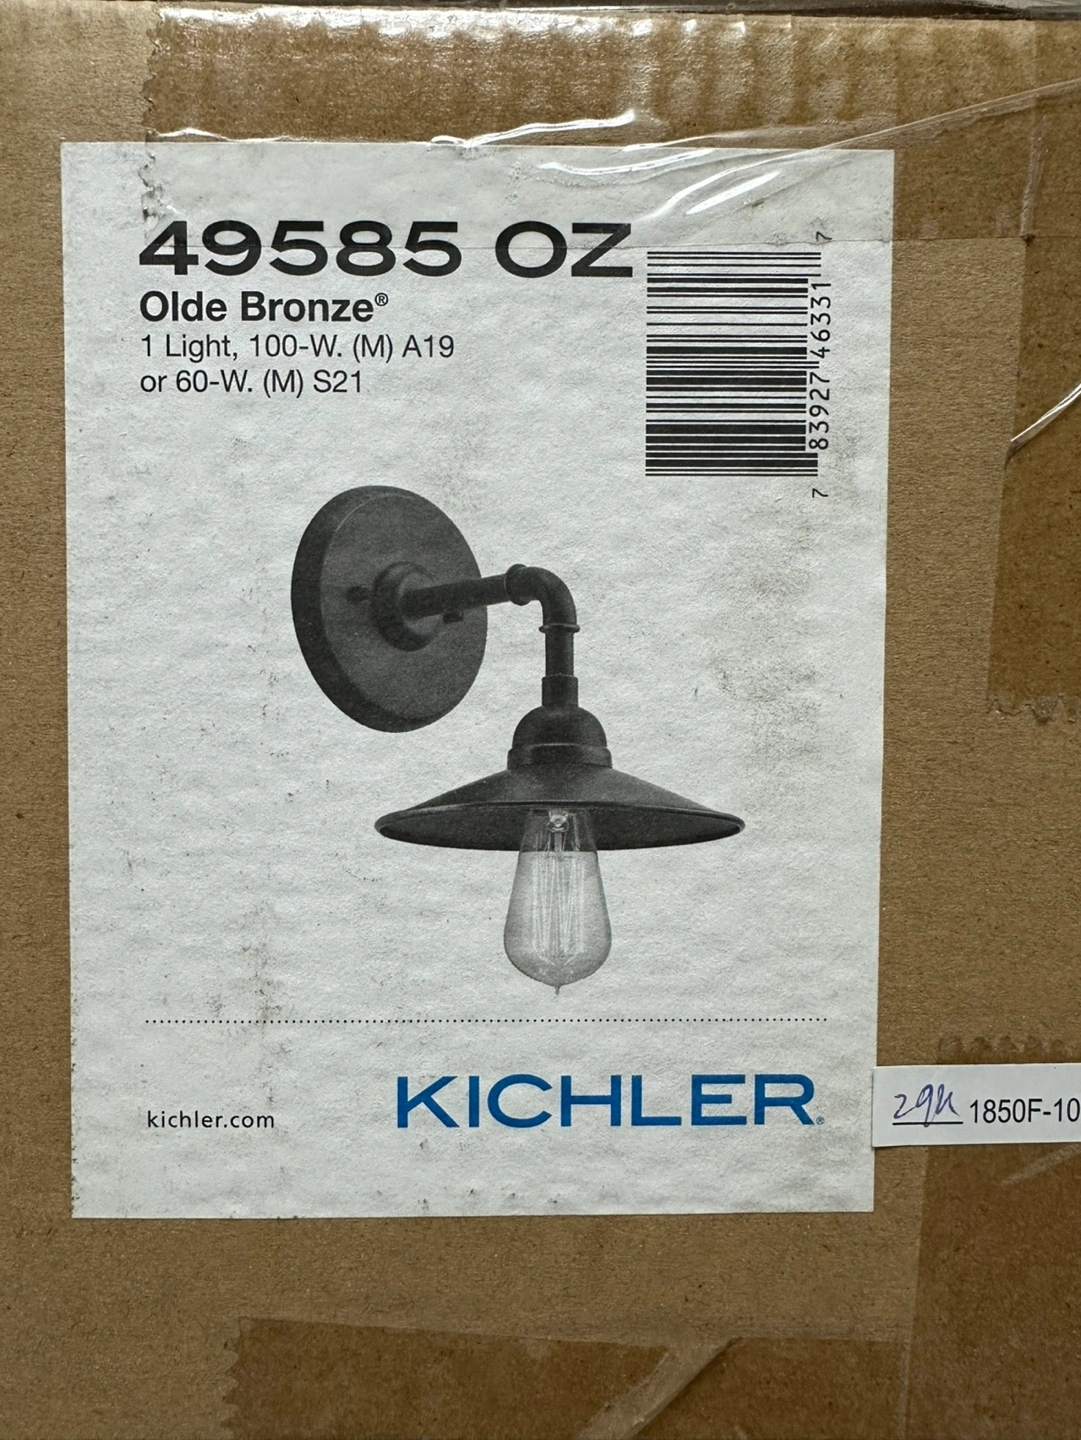 49585 OZ
Olde Bronze®
1 Light, 100-W. (M) A19
or 60-W. (M) S21
7 83927 46331 7
kichler.com
KICHLER®
1850F-10